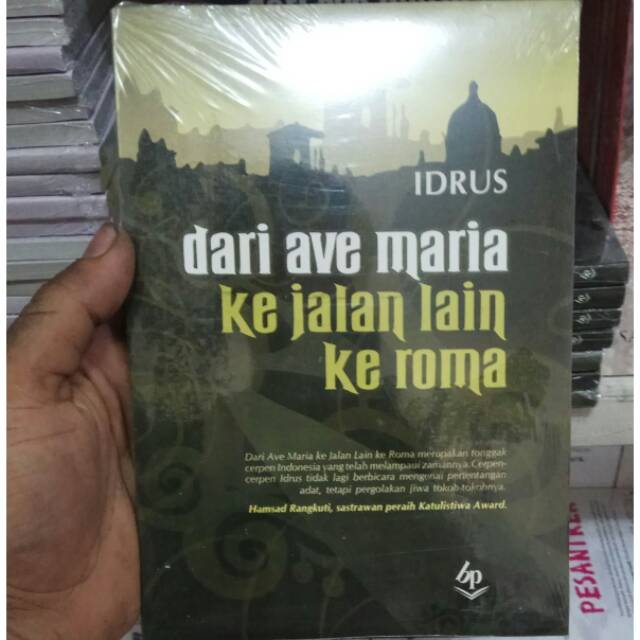 IDRUS
dari ave maria
ke jalan lain
ke roma
Dari Ave Maria ke Jalan Lain ke Roma merupakan tonggak
cerpen Indonesia yang telah melampaui zamannya. Cerpen-
cerpen Idrus tidak lagi berbicara mengenai pertentangan
adat, tetapi pergolakan jiwa tokoh-tokohnya.
Hamsad Rangkuti, sastrawan peraih Katulistiwa Award.
bp
PESANTREN